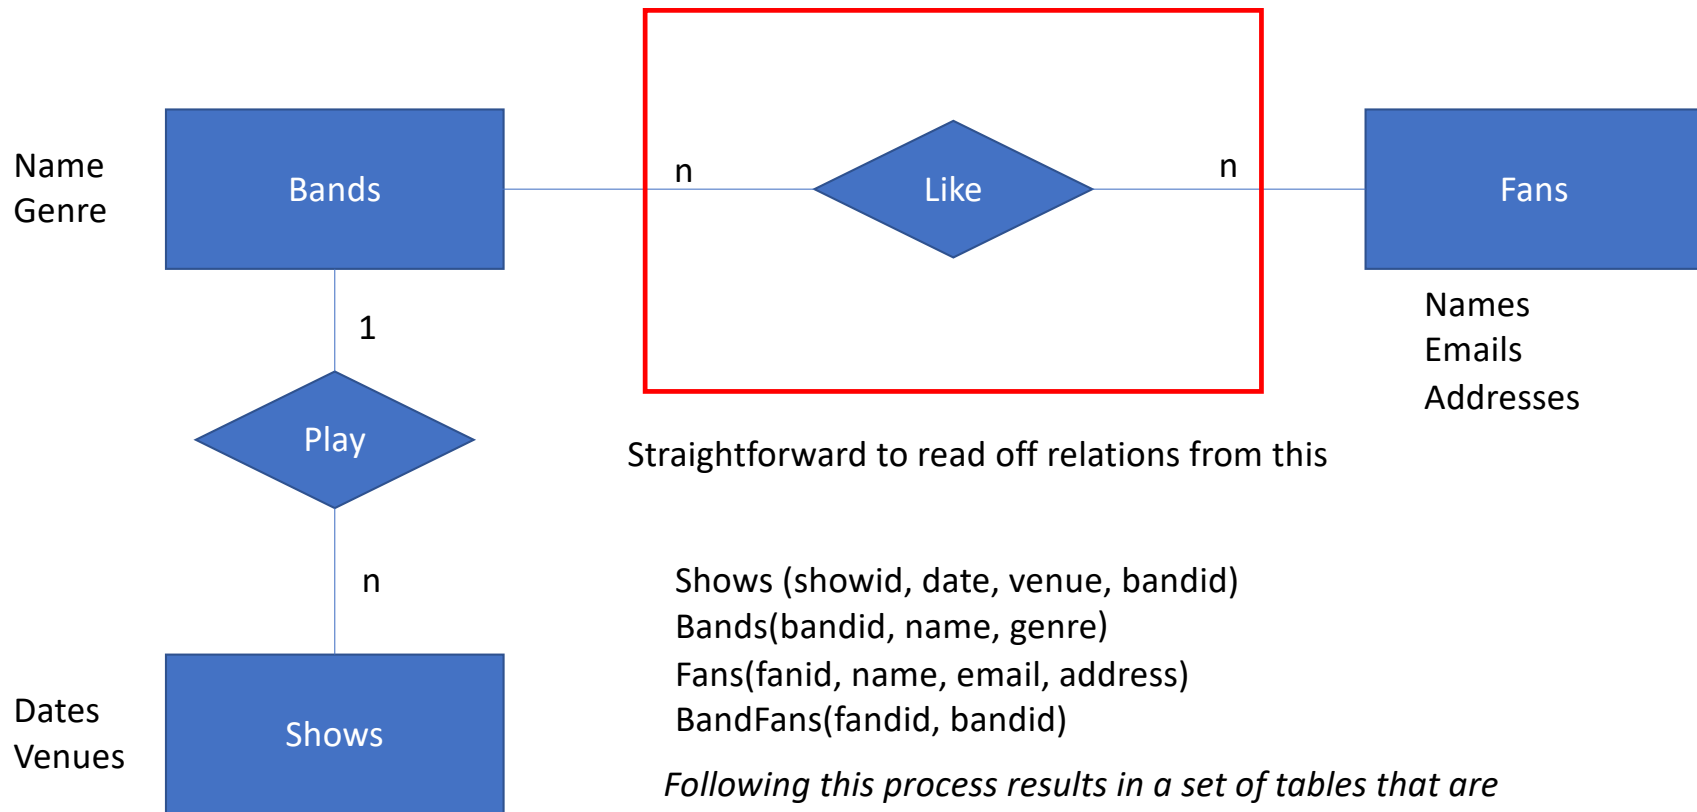 Name
Genre
Bands
n
Like
n
Fans
Names
Emails
Addresses
1
Play
n
Dates
Venues
Shows
Straightforward to read off relations from this
Shows (showid, date, venue, bandid)
Bands(bandid, name, genre)
Fans(fanid, name, email, address)
BandFans(fandid, bandid)
Following this process results in a set of tables that are